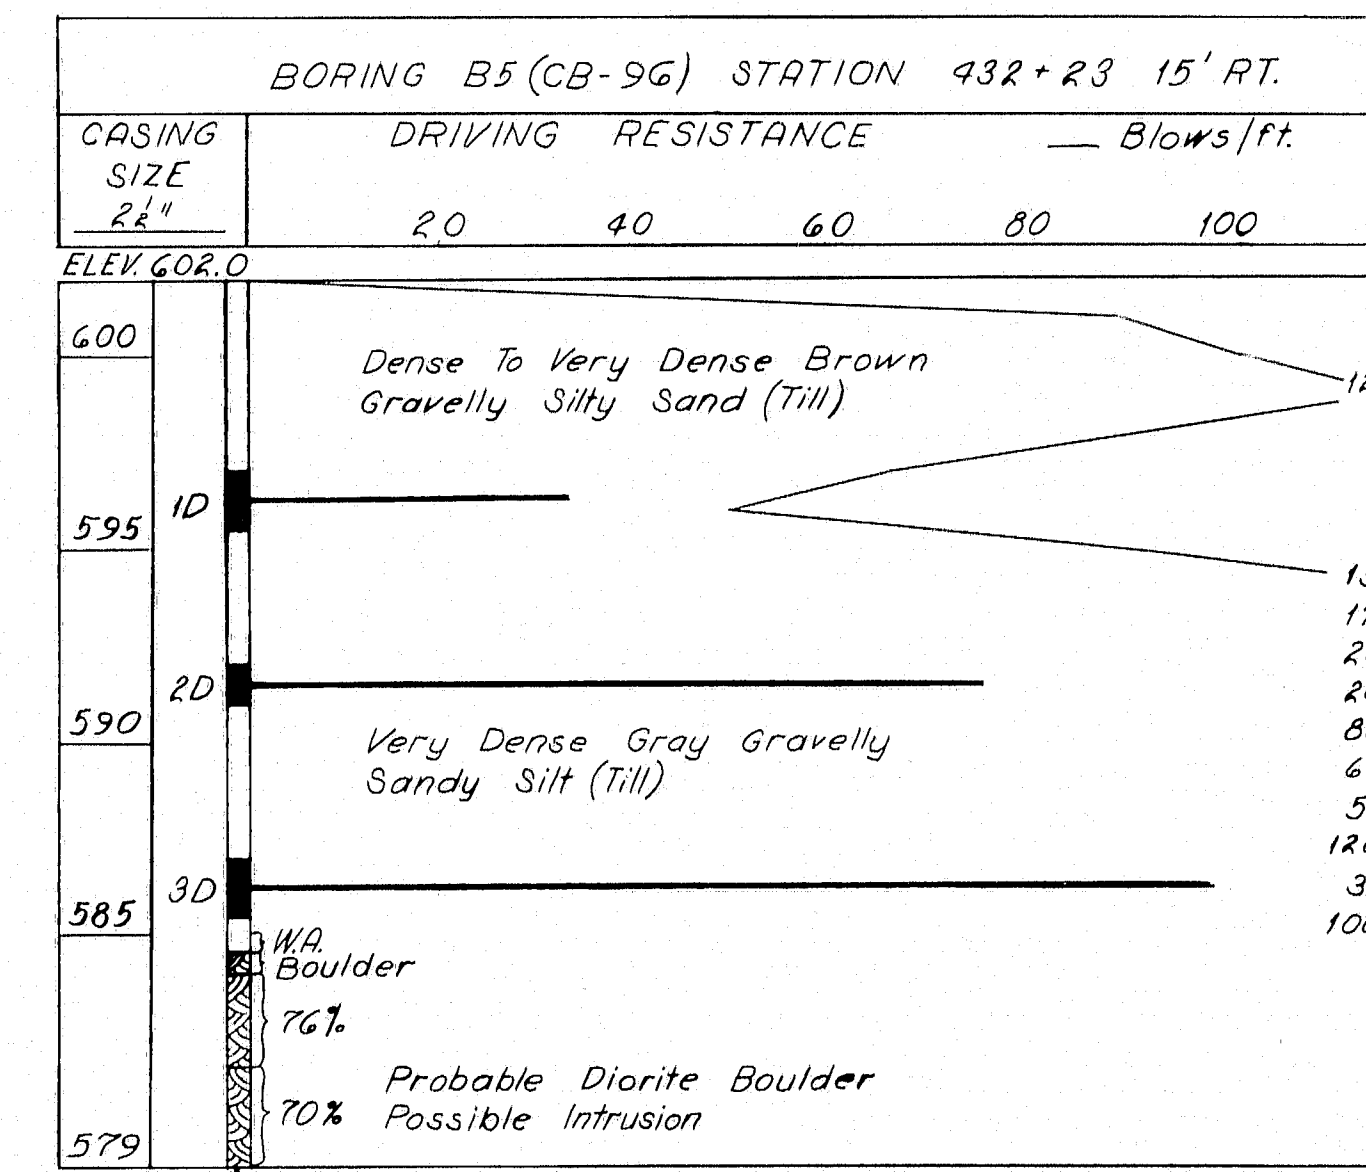 BORING B5 (CB-96) STATION 432+23 15' RT.
CASING SIZE 2½"
DRIVING RESISTANCE — Blows/ft.
20 40 60 80 100
ELEV. 602.0
600
Dense To Very Dense Brown
Gravelly Silty Sand (Till)
1D
595
2D
590
Very Dense Gray Gravelly
Sandy Silt (Till)
3D
585
W.A.
Boulder
76%
Probable Diorite Boulder
70% Possible Intrusion
579